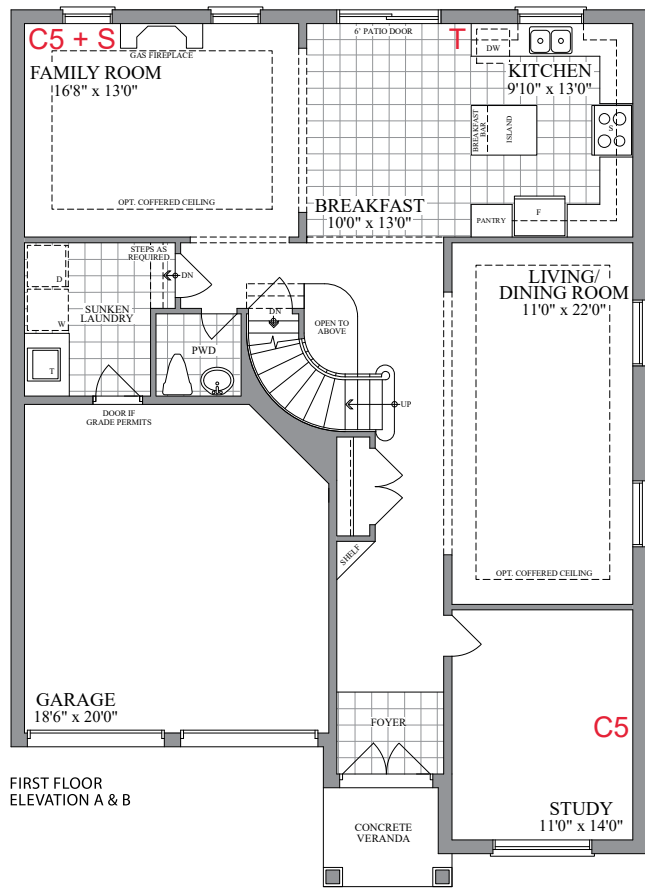 C5 + S
GAS FIREPLACE
FAMILY ROOM
16'8" x 13'0"
OPT. COFFERED CEILING
6' PATIO DOOR
T
DW
KITCHEN
9'10" x 13'0"
BREAKFAST
BAR
ISLAND
S
BREAKFAST
10'0" x 13'0"
PANTRY
F
STEPS AS
REQUIRED
DN
D
W
T
SUNKEN
LAUNDRY
PWD
DN
OPEN TO
ABOVE
UP
LIVING/
DINING ROOM
11'0" x 22'0"
OPT. COFFERED CEILING
DOOR IF
GRADE PERMITS
SHELF
GARAGE
18'6" x 20'0"
FOYER
C5
STUDY
11'0" x 14'0"
CONCRETE
VERANDA
FIRST FLOOR
ELEVATION A & B